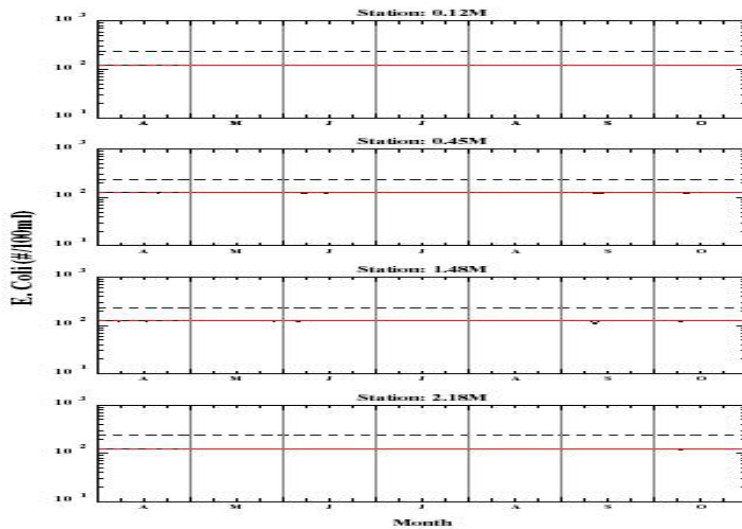 Station: 0.12M
10³
10²
10¹
A M J J A S O
Station: 0.45M
10³
10²
10¹
A M J J A S O
Station: 1.48M
10³
10²
10¹
A M J J A S O
Station: 2.18M
10³
10²
10¹
A M J J A S O
E. Coli (#/100ml)
Month